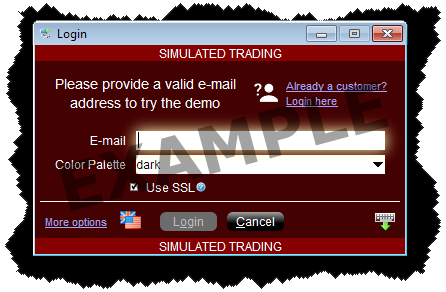 Login
SIMULATED TRADING
Please provide a valid e-mail
address to try the demo
Already a customer?
Login here
E-mail
Color Palette dark
Use SSL
More options Login Cancel
SIMULATED TRADING
EXAMPLE